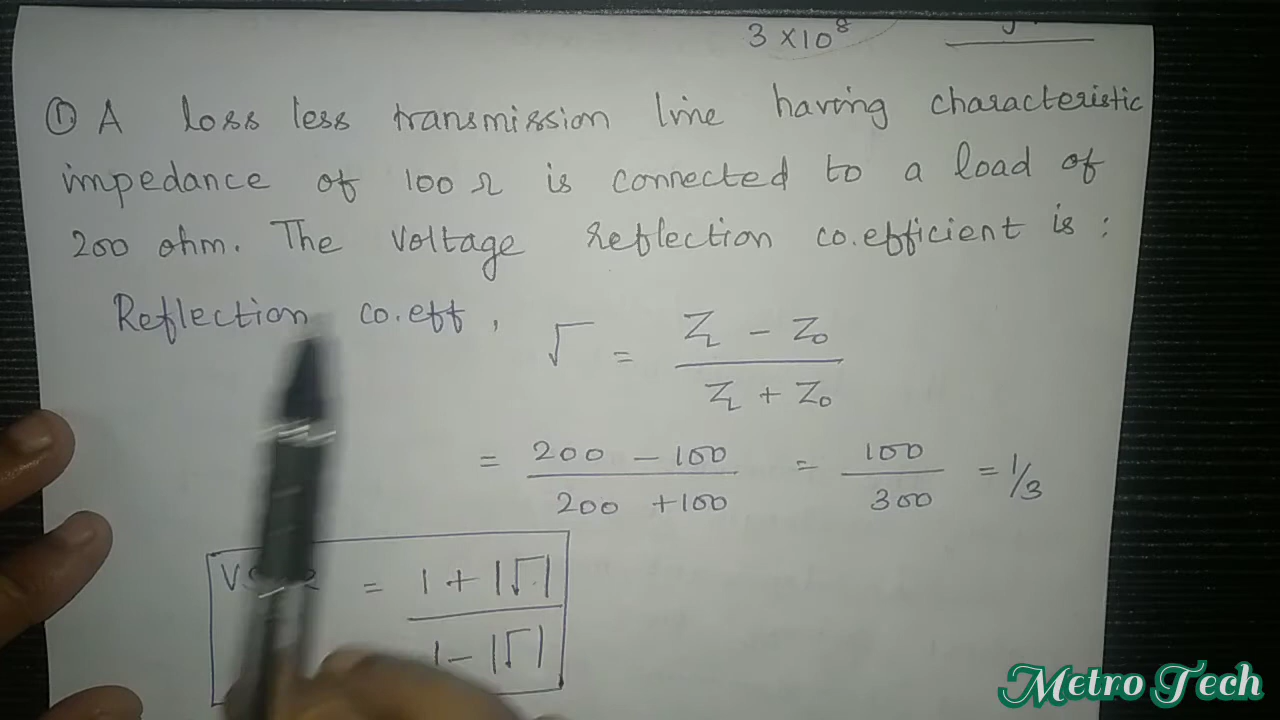 3 × 10⁸
① A loss less transmission line having characteristic
impedance of 100 Ω is connected to a load of
200 ohm. The Voltage reflection co.efficient is :
Reflection co.eff, Γ = (Z_L - Z_0) / (Z_L + Z_0)
= (200 - 100) / (200 + 100) = 100 / 300 = 1/3
= (1 + |Γ|) / (1 - |Γ|)
Metro Tech